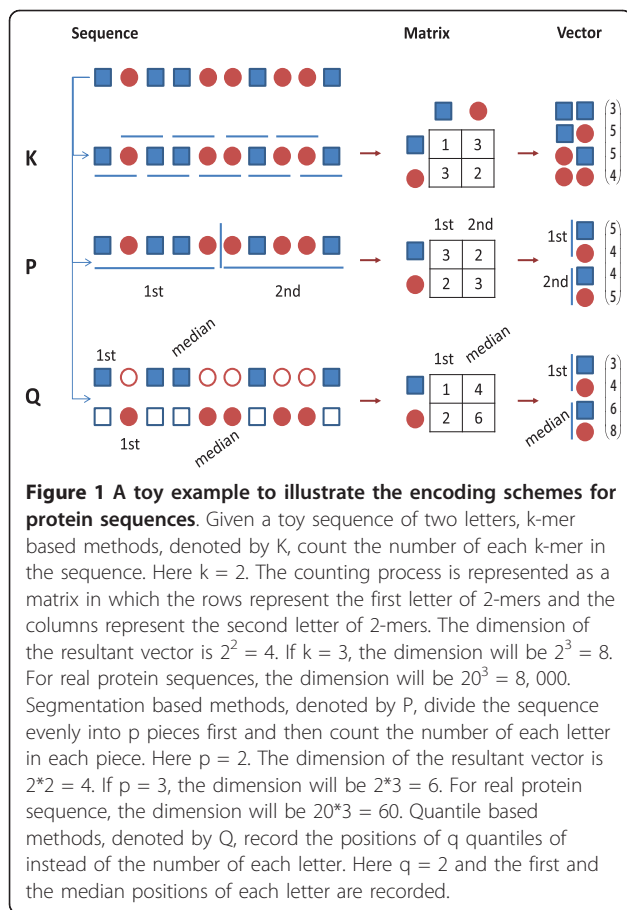 Sequence Matrix Vector
K
1 3
3 2
3
5
5
4
P
1st 2nd
1st 2nd
3 2
2 3
1st
2nd
5
4
4
5
Q
1st median
1st median
1st median
1 4
2 6
1st
median
3
4
6
8
Figure 1 A toy example to illustrate the encoding schemes for
protein sequences. Given a toy sequence of two letters, k-mer
based methods, denoted by K, count the number of each k-mer in
the sequence. Here k = 2. The counting process is represented as a
matrix in which the rows represent the first letter of 2-mers and the
columns represent the second letter of 2-mers. The dimension of
the resultant vector is 2² = 4. If k = 3, the dimension will be 2³ = 8.
For real protein sequences, the dimension will be 20³ = 8, 000.
Segmentation based methods, denoted by P, divide the sequence
evenly into p pieces first and then count the number of each letter
in each piece. Here p = 2. The dimension of the resultant vector is
2*2 = 4. If p = 3, the dimension will be 2*3 = 6. For real protein
sequence, the dimension will be 20*3 = 60. Quantile based
methods, denoted by Q, record the positions of q quantiles of
instead of the number of each letter. Here q = 2 and the first and
the median positions of each letter are recorded.